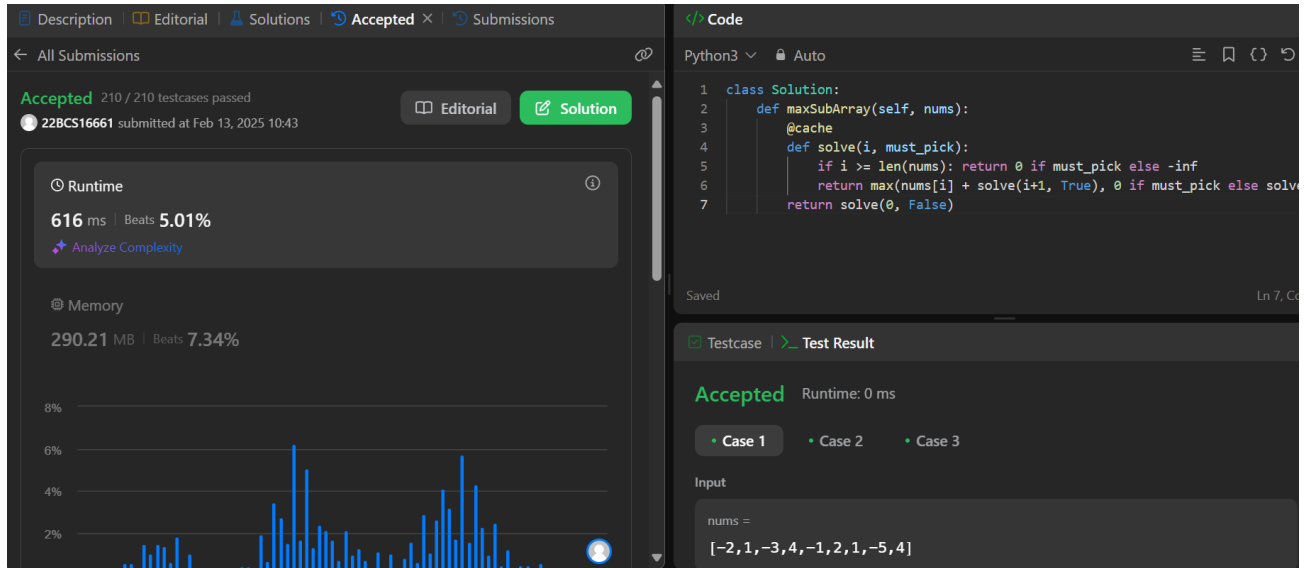 Description | Editorial | Solutions | Accepted × | Submissions
← All Submissions
Accepted 210 / 210 testcases passed
22BCS16661 submitted at Feb 13, 2025 10:43
Editorial
Solution
Runtime
616 ms | Beats 5.01%
Analyze Complexity
Memory
290.21 MB | Beats 7.34%
8%
6%
4%
2%
</> Code
Python3 Auto
1 class Solution:
2     def maxSubArray(self, nums):
3         @cache
4         def solve(i, must_pick):
5             if i >= len(nums): return 0 if must_pick else -inf
6             return max(nums[i] + solve(i+1, True), 0 if must_pick else solve
7         return solve(0, False)
Saved
Ln 7, Co
Testcase | >_ Test Result
Accepted Runtime: 0 ms
• Case 1 • Case 2 • Case 3
Input
nums =
[-2,1,-3,4,-1,2,1,-5,4]